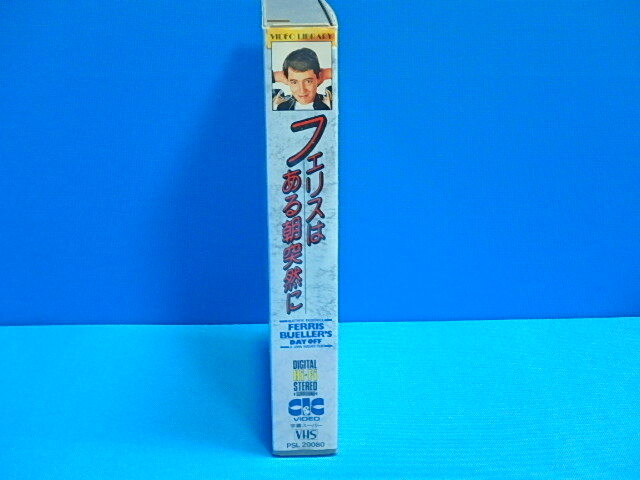 VIDEO LIBRARY
フェリスは
ある朝突然に
FERRIS
BUELLER'S
DAY OFF
DIGITAL
STEREO
CIC
VIDEO
字幕スーパー
VHS
PSL 20080